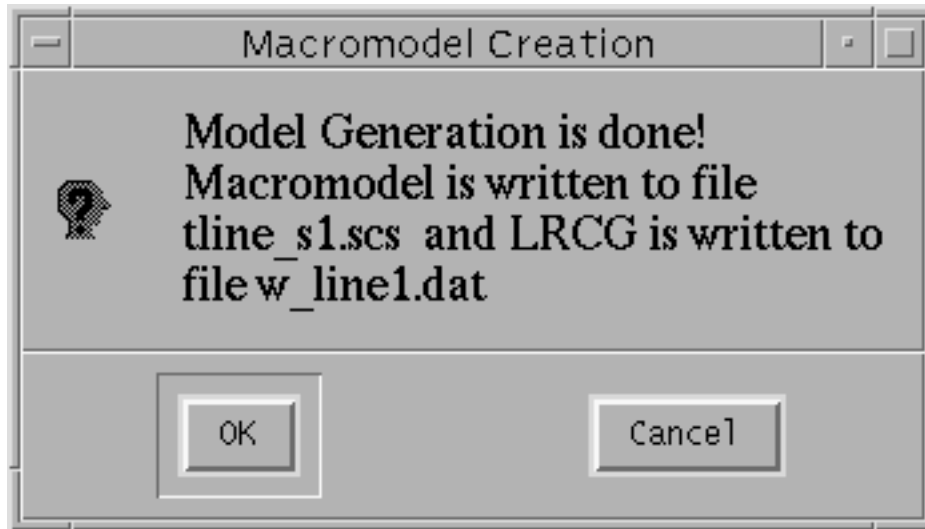 Macromodel Creation
Model Generation is done!
Macromodel is written to file
tline_s1.scs  and LRCG is written to
file w_line1.dat
OK
Cancel